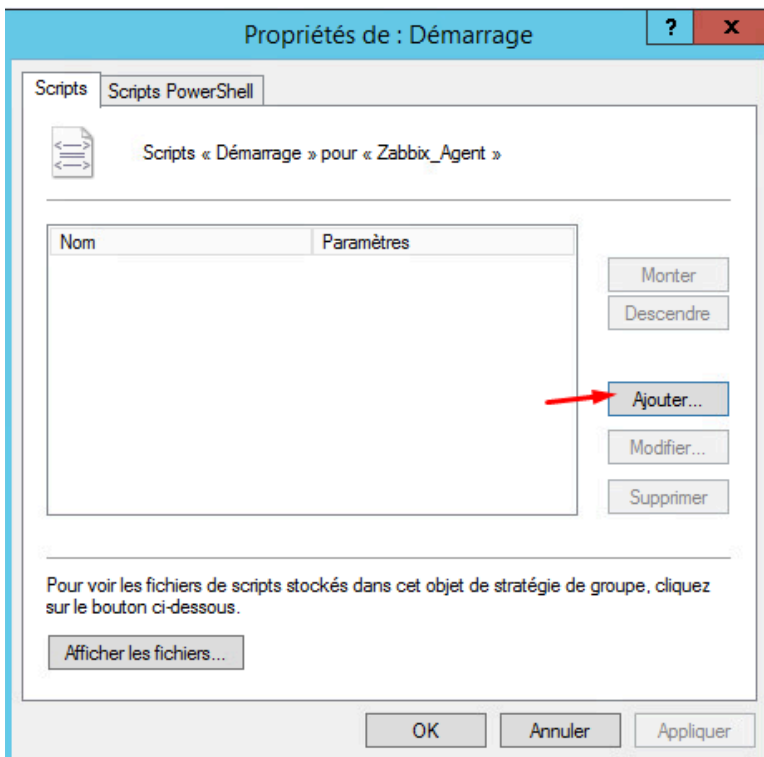 Propriétés de : Démarrage
? x
Scripts
Scripts PowerShell
Scripts « Démarrage » pour « Zabbix_Agent »
Nom
Paramètres
Monter
Descendre
Ajouter...
Modifier...
Supprimer
Pour voir les fichiers de scripts stockés dans cet objet de stratégie de groupe, cliquez
sur le bouton ci-dessous.
Afficher les fichiers...
OK
Annuler
Appliquer